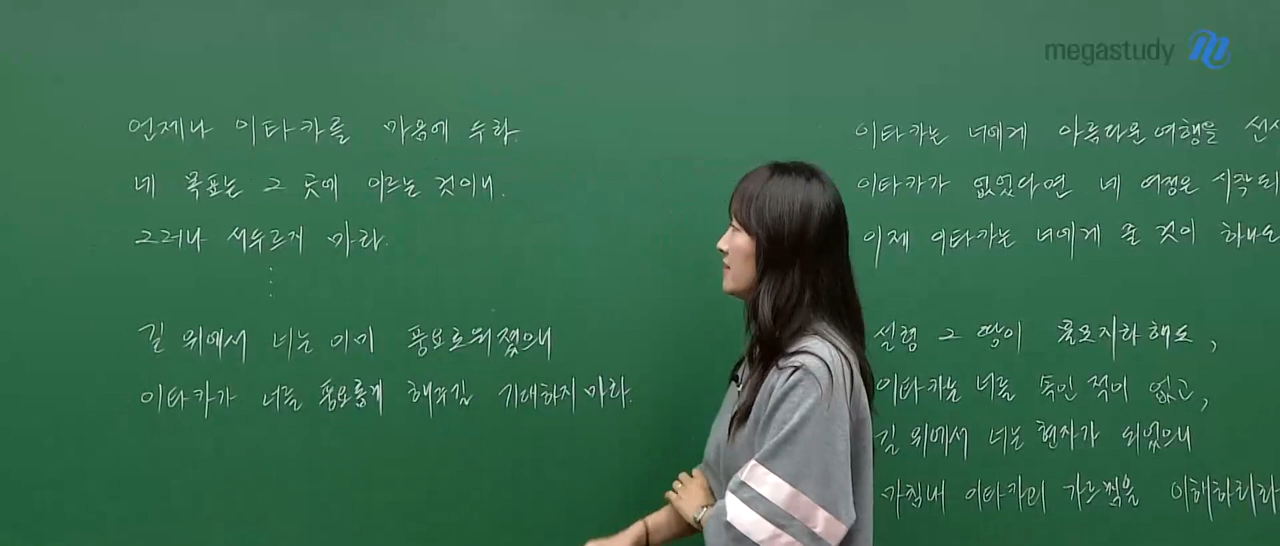 megastudy
언제나 이타카를 마음에 두라.
네 목표는 그 곳에 이르는 것이니.
그러나 서두르지 마라.
⋮
길 위에서 너는 이미 풍요로워졌으니
이타카가 너를 풍요롭게 해주길 기대하지 마라.
이타카는 너에게 아름다운 여행을
이타카가 없었다면 네 여정은
이제 이타카는 너에게 줄 것이
설령 그 땅이 불모지라 해도,
이타카는 너를 속인 적이 없고,
길 위에서 너는 현자가 되었으니
마침내 이타카의 가르침을 이해하리라